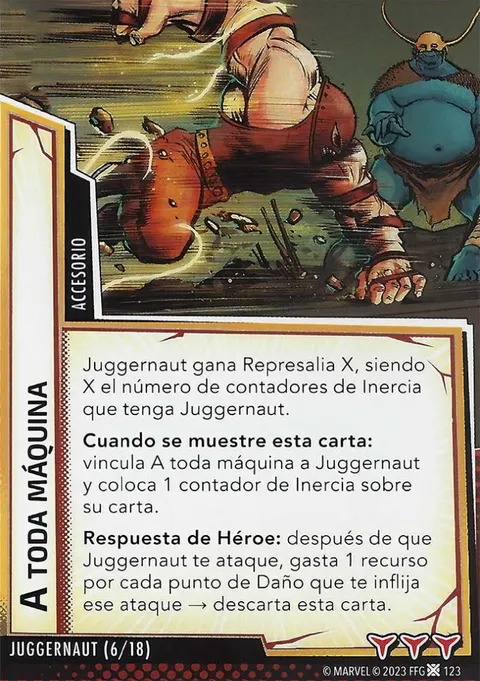 ACCESORIO
A TODA MÁQUINA
Juggernaut gana Represalia X, siendo
X el número de contadores de Inercia
que tenga Juggernaut.
Cuando se muestre esta carta:
vincula A toda máquina a Juggernaut
y coloca 1 contador de Inercia sobre
su carta.
Respuesta de Héroe: después de que
Juggernaut te ataque, gasta 1 recurso
por cada punto de Daño que te inflija
ese ataque → descarta esta carta.
JUGGERNAUT (6/18)
© MARVEL © 2023 FFG 123